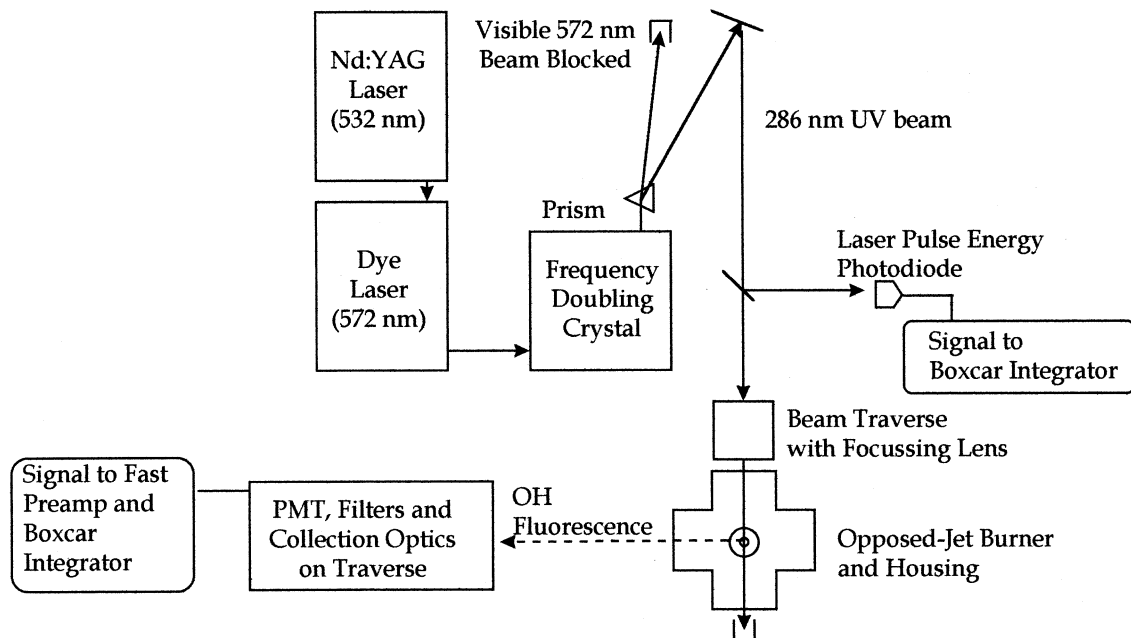 Nd:YAG
Laser
(532 nm)
Visible 572 nm
Beam Blocked
286 nm UV beam
Prism
Dye
Laser
(572 nm)
Frequency
Doubling
Crystal
Laser Pulse Energy
Photodiode
Signal to
Boxcar Integrator
Beam Traverse
with Focussing Lens
Signal to Fast
Preamp and
Boxcar
Integrator
PMT, Filters and
Collection Optics
on Traverse
OH
Fluorescence
Opposed-Jet Burner
and Housing